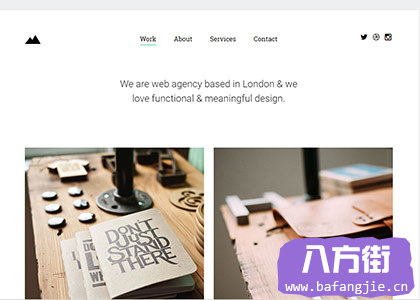 Work
About
Services
Contact
We are web agency based in London & we
love functional & meaningful design.
DON'T
JUST
STAND
THERE
八方街
www.bafangjie.cn